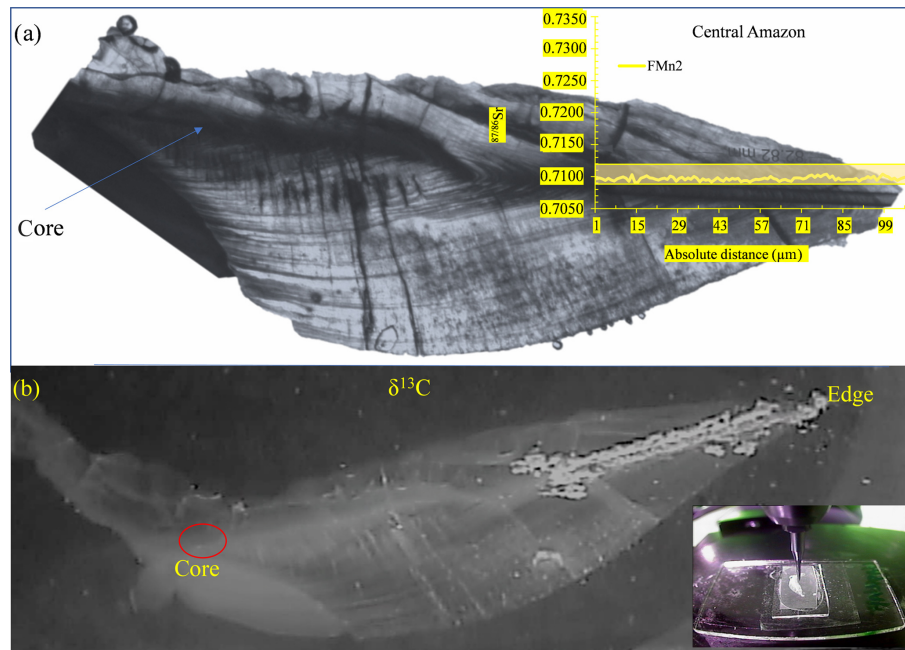 (a)
Central Amazon
FMn2
0.7350
0.7300
0.7250
0.7200
0.7150
0.7100
0.7050
87/86Sr
1 15 29 43 57 71 85 99
Absolute distance (µm)
Core
(b)
δ13C
Edge
Core